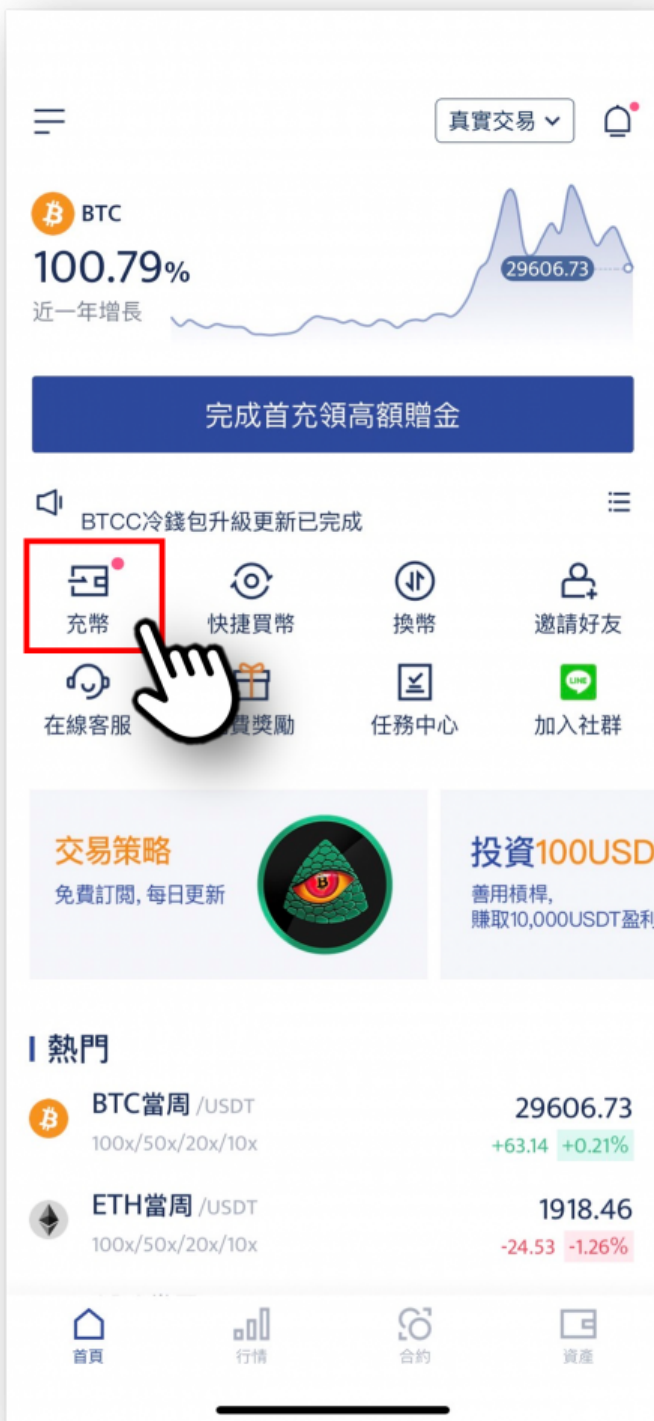 真實交易
BTC
100.79%
近一年增長
29606.73
完成首充領高額贈金
BTCC冷錢包升級更新已完成
充幣
快捷買幣
換幣
邀請好友
在線客服
費獎勵
任務中心
LINE
加入社群
交易策略
免費訂閱, 每日更新
投資100USD
善用槓桿,
賺取10,000USDT盈利
熱門
BTC當周 /USDT
29606.73
100x/50x/20x/10x
+63.14 +0.21%
ETH當周 /USDT
1918.46
100x/50x/20x/10x
-24.53 -1.26%
首頁
行情
合約
資產